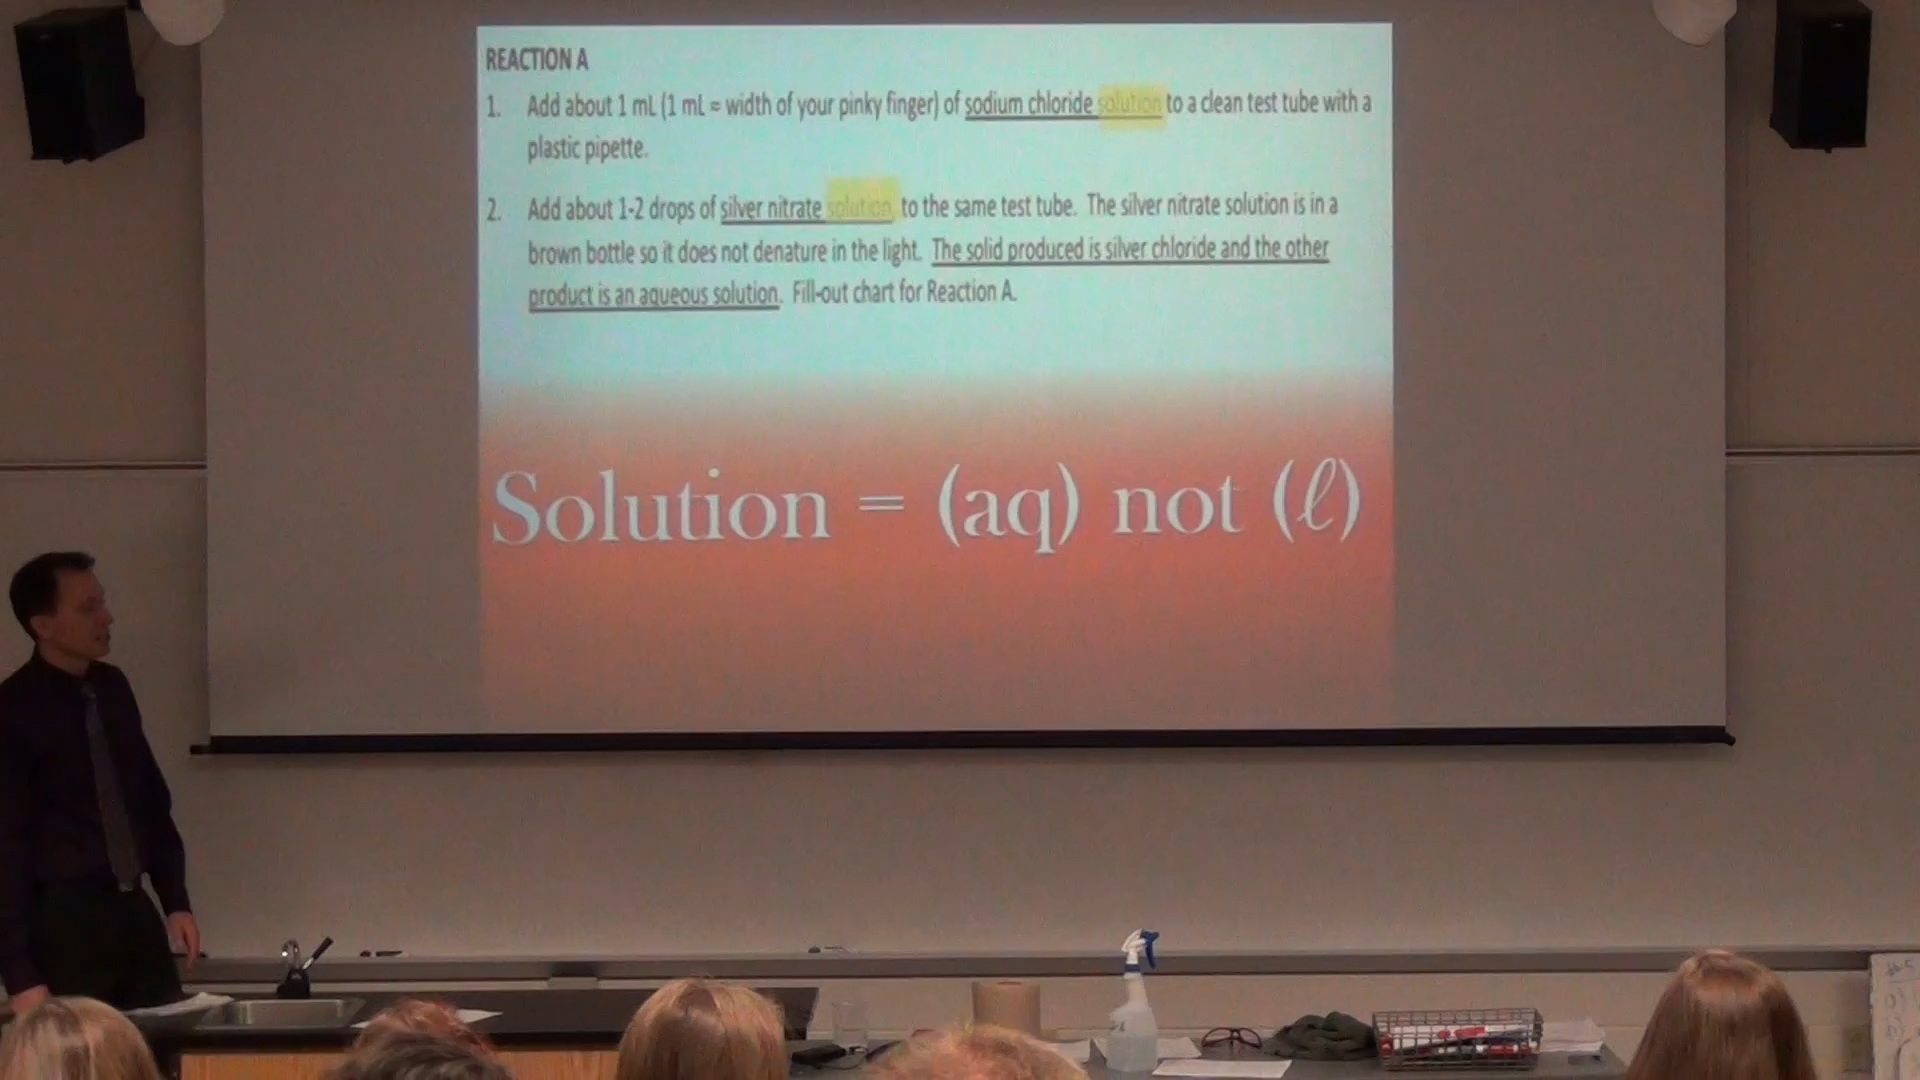 REACTION A
1. Add about 1 mL (1 mL ≈ width of your pinky finger) of sodium chloride solution to a clean test tube with a
plastic pipette.
2. Add about 1-2 drops of silver nitrate solution to the same test tube. The silver nitrate solution is in a
brown bottle so it does not denature in the light. The solid produced is silver chloride and the other
product is an aqueous solution. Fill-out chart for Reaction A.
Solution = (aq) not (ℓ)